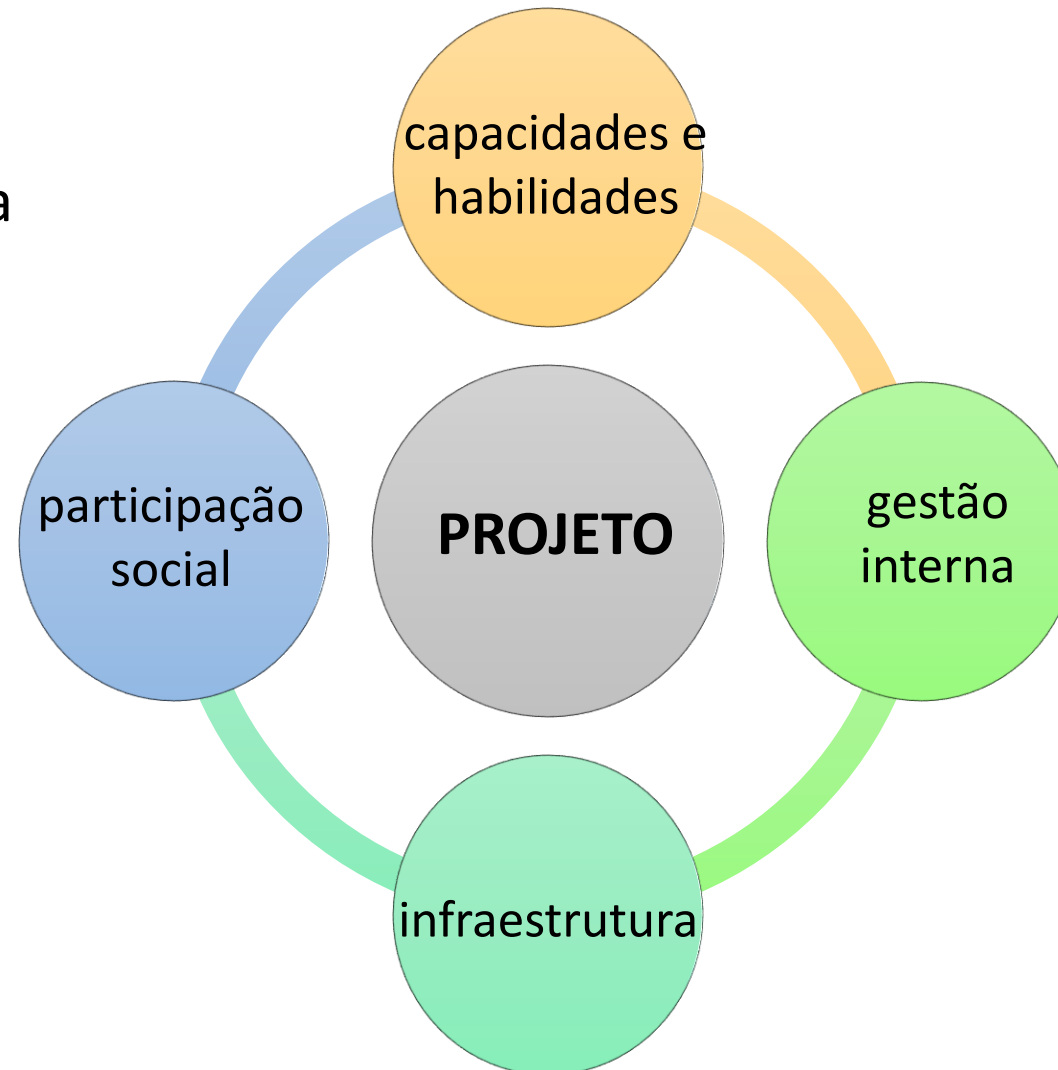 capacidades e
habilidades
a
participação
social
PROJETO
gestão
interna
infraestrutura